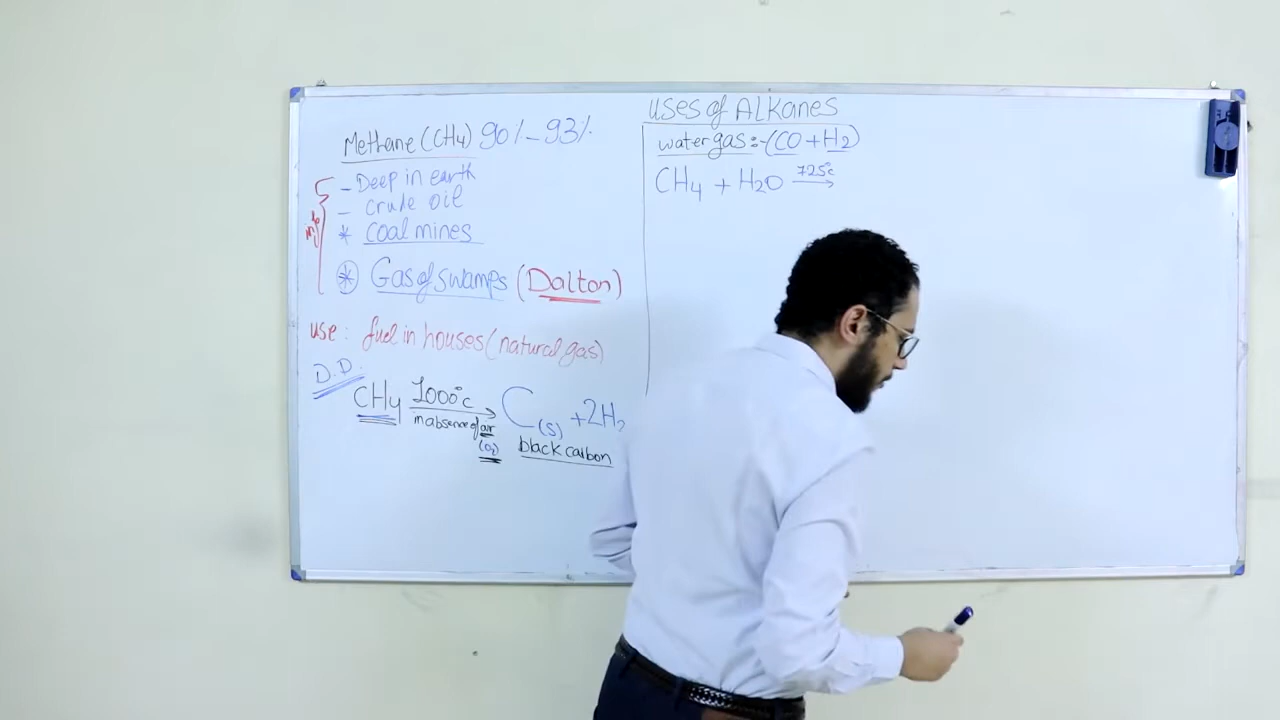 Methane (CH4) 90% - 93%
- Deep in earth
- Crude oil
* Coal mines
* Gas of swamps (Dalton)
use: fuel in houses (natural gas)
D.D.
CH4 1000°C C(s) + 2H2
in absence of air
(O2)
black carbon
Uses of ALKANES
water gas:- (CO + H2)
CH4 + H2O 725°C